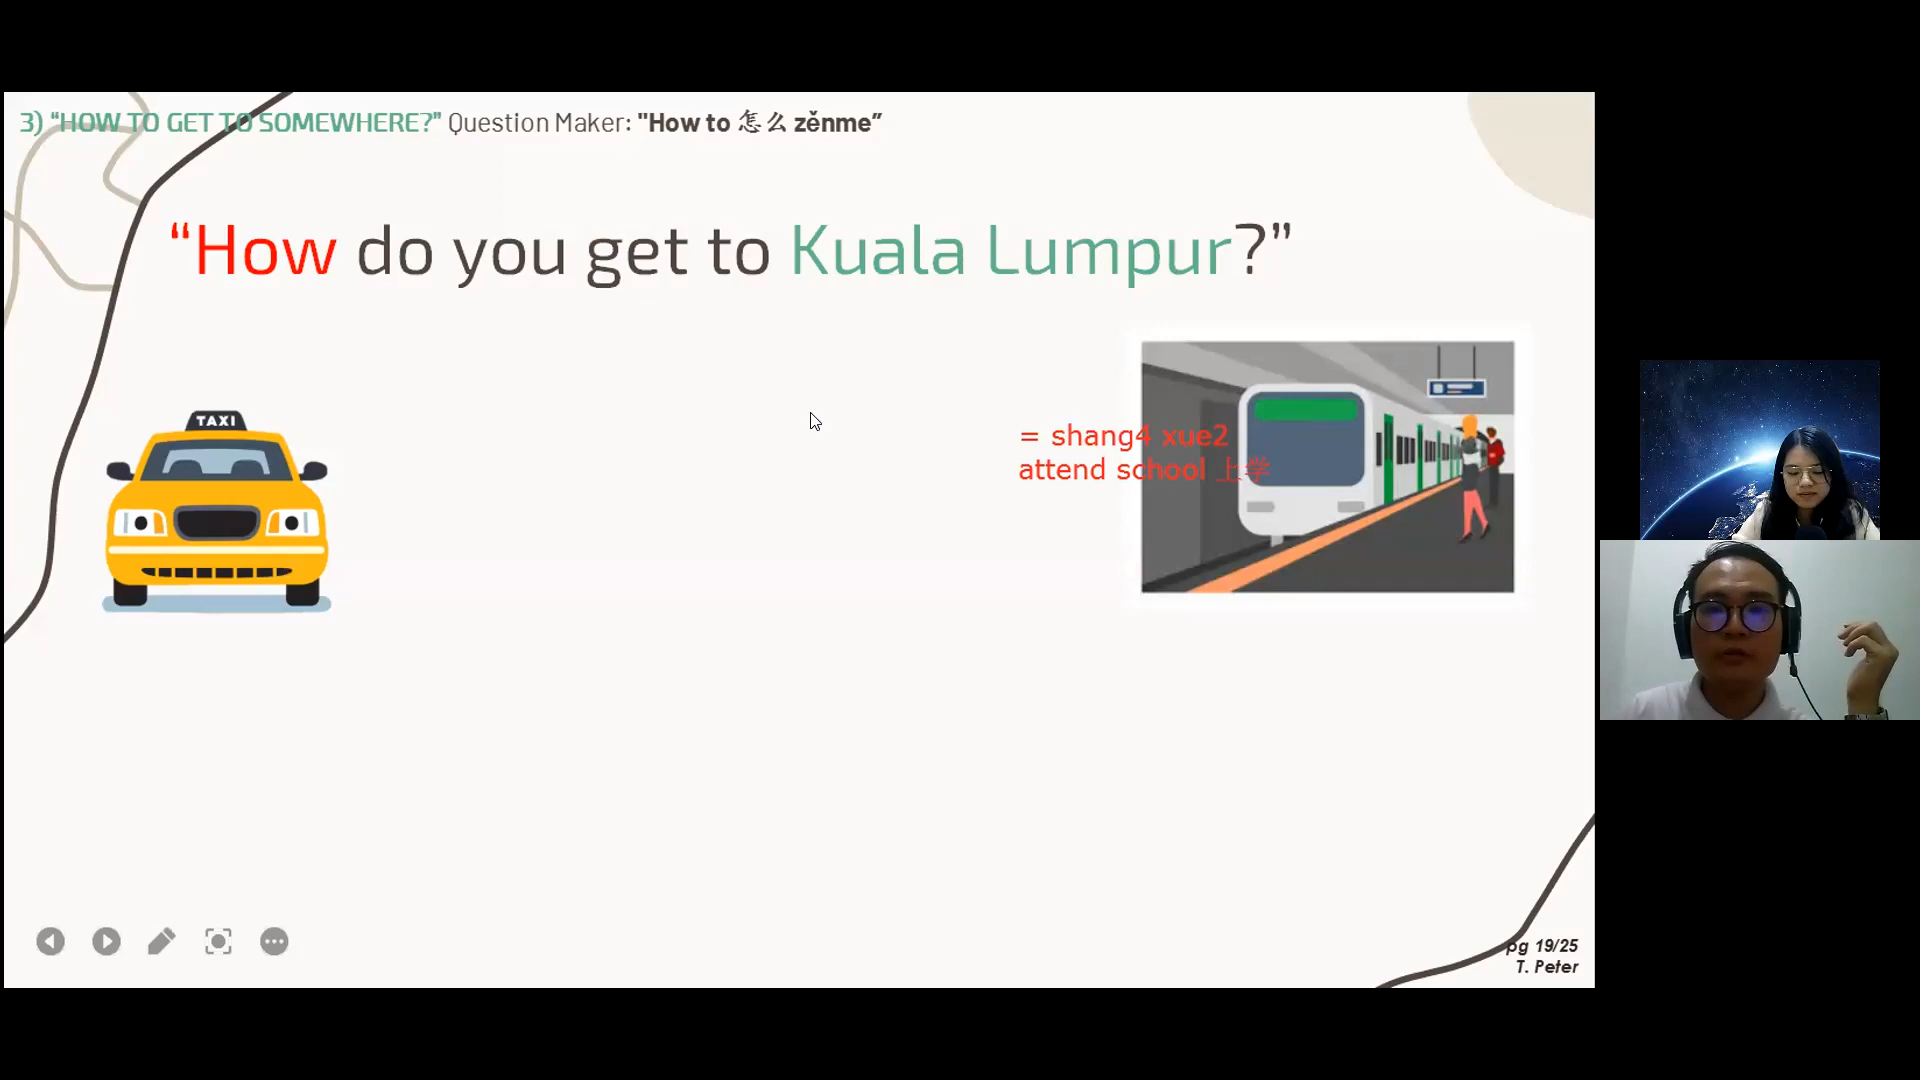 3) “HOW TO GET TO SOMEWHERE?” Question Maker: "How to 怎么 zěnme”
“How do you get to Kuala Lumpur?”
TAXI
= shang4 xue2
attend school 上学
pg 19/25
T. Peter